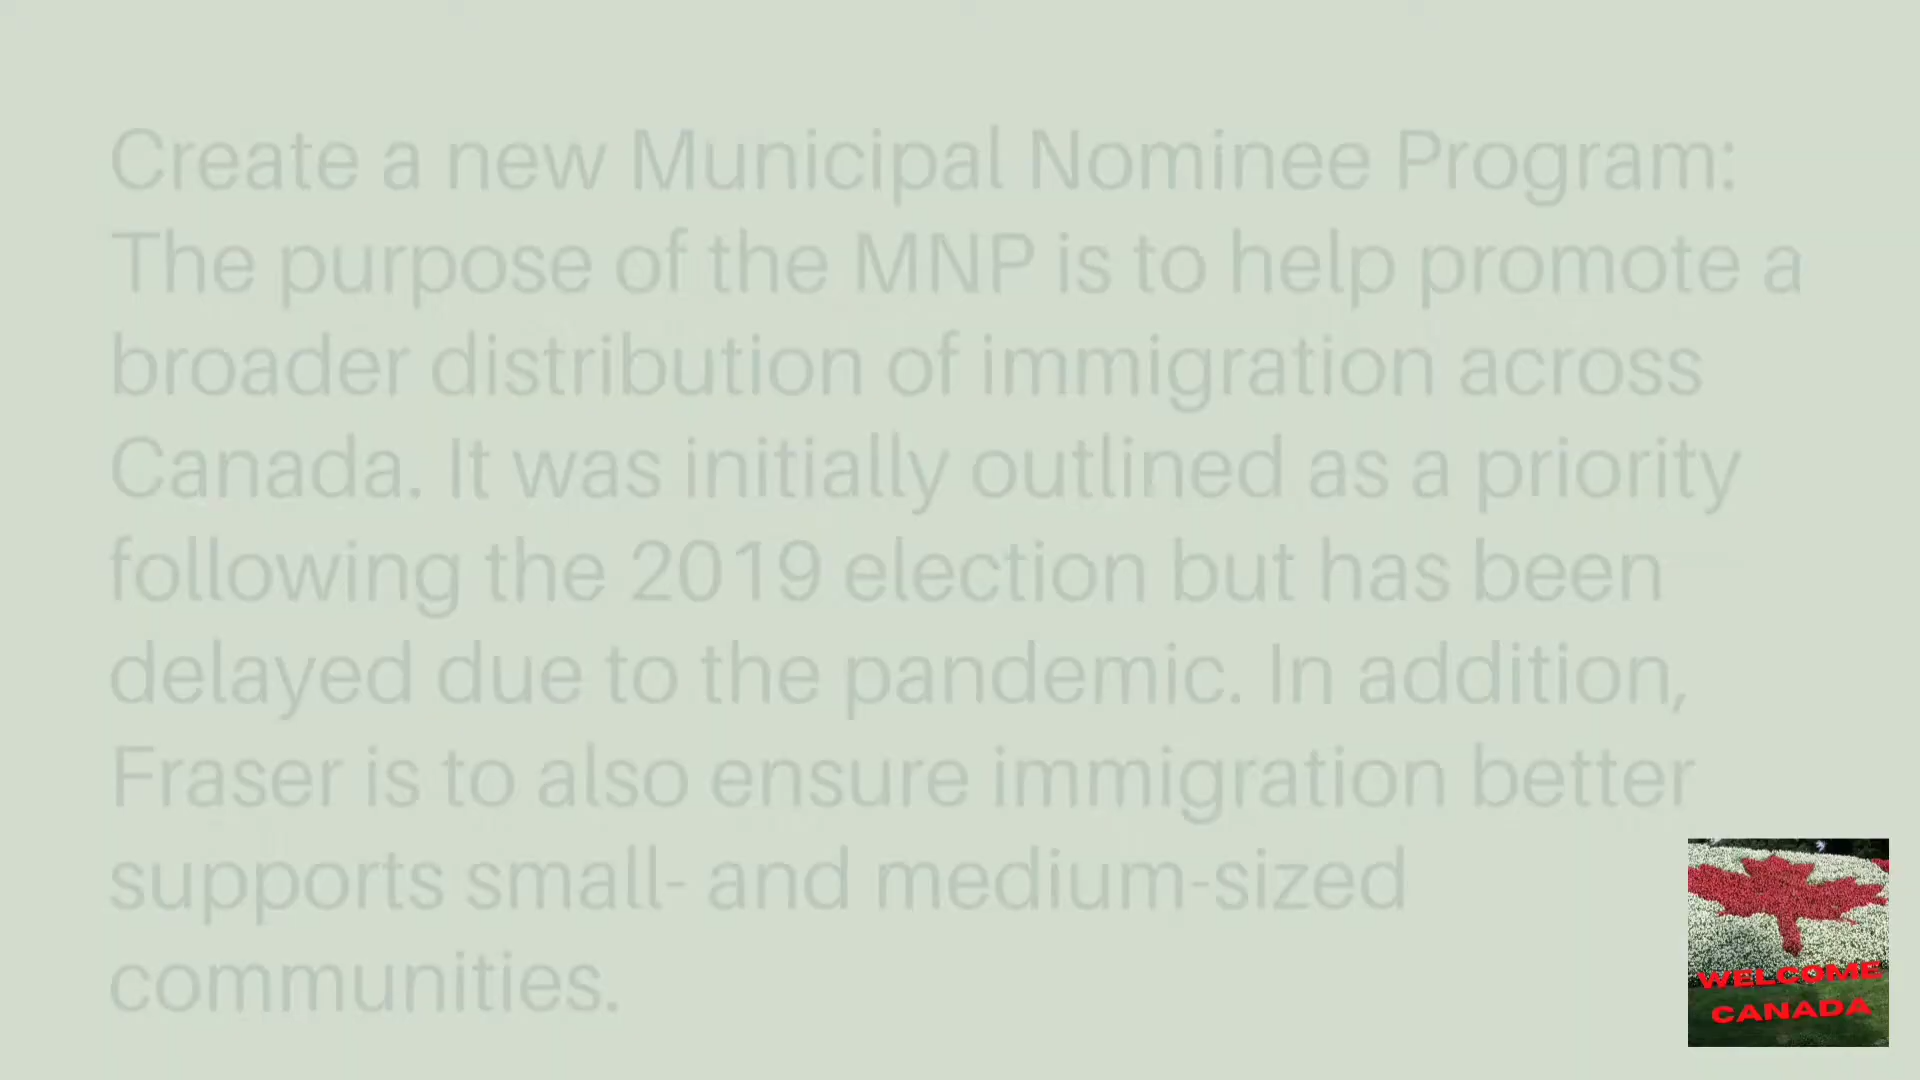 Create a new Municipal Nominee Program:
The purpose of the MNP is to help promote a
broader distribution of immigration across
Canada. It was initially outlined as a priority
following the 2019 election but has been
delayed due to the pandemic. In addition,
Fraser is to also ensure immigration better
supports small- and medium-sized
communities.
WELCOME
CANADA